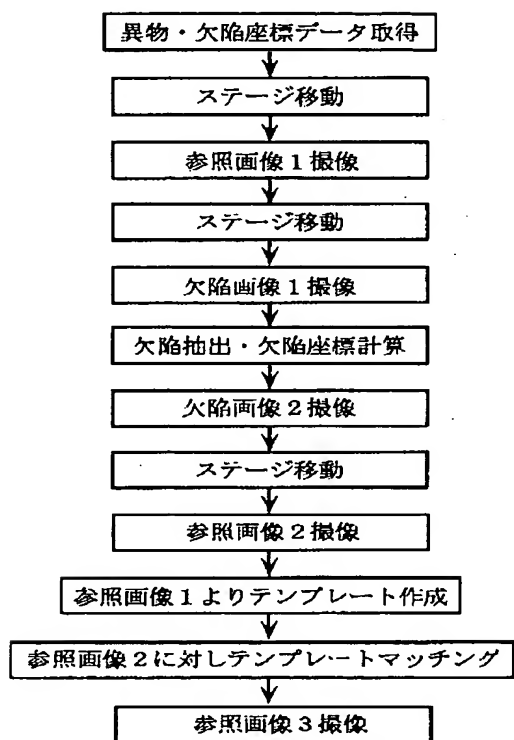 異物・欠陥座標データ取得
ステージ移動
参照画像1撮像
ステージ移動
欠陥画像1撮像
欠陥抽出・欠陥座標計算
欠陥画像2撮像
ステージ移動
参照画像2撮像
参照画像1よりテンプレート作成
参照画像2に対しテンプレートマッチング
参照画像3撮像